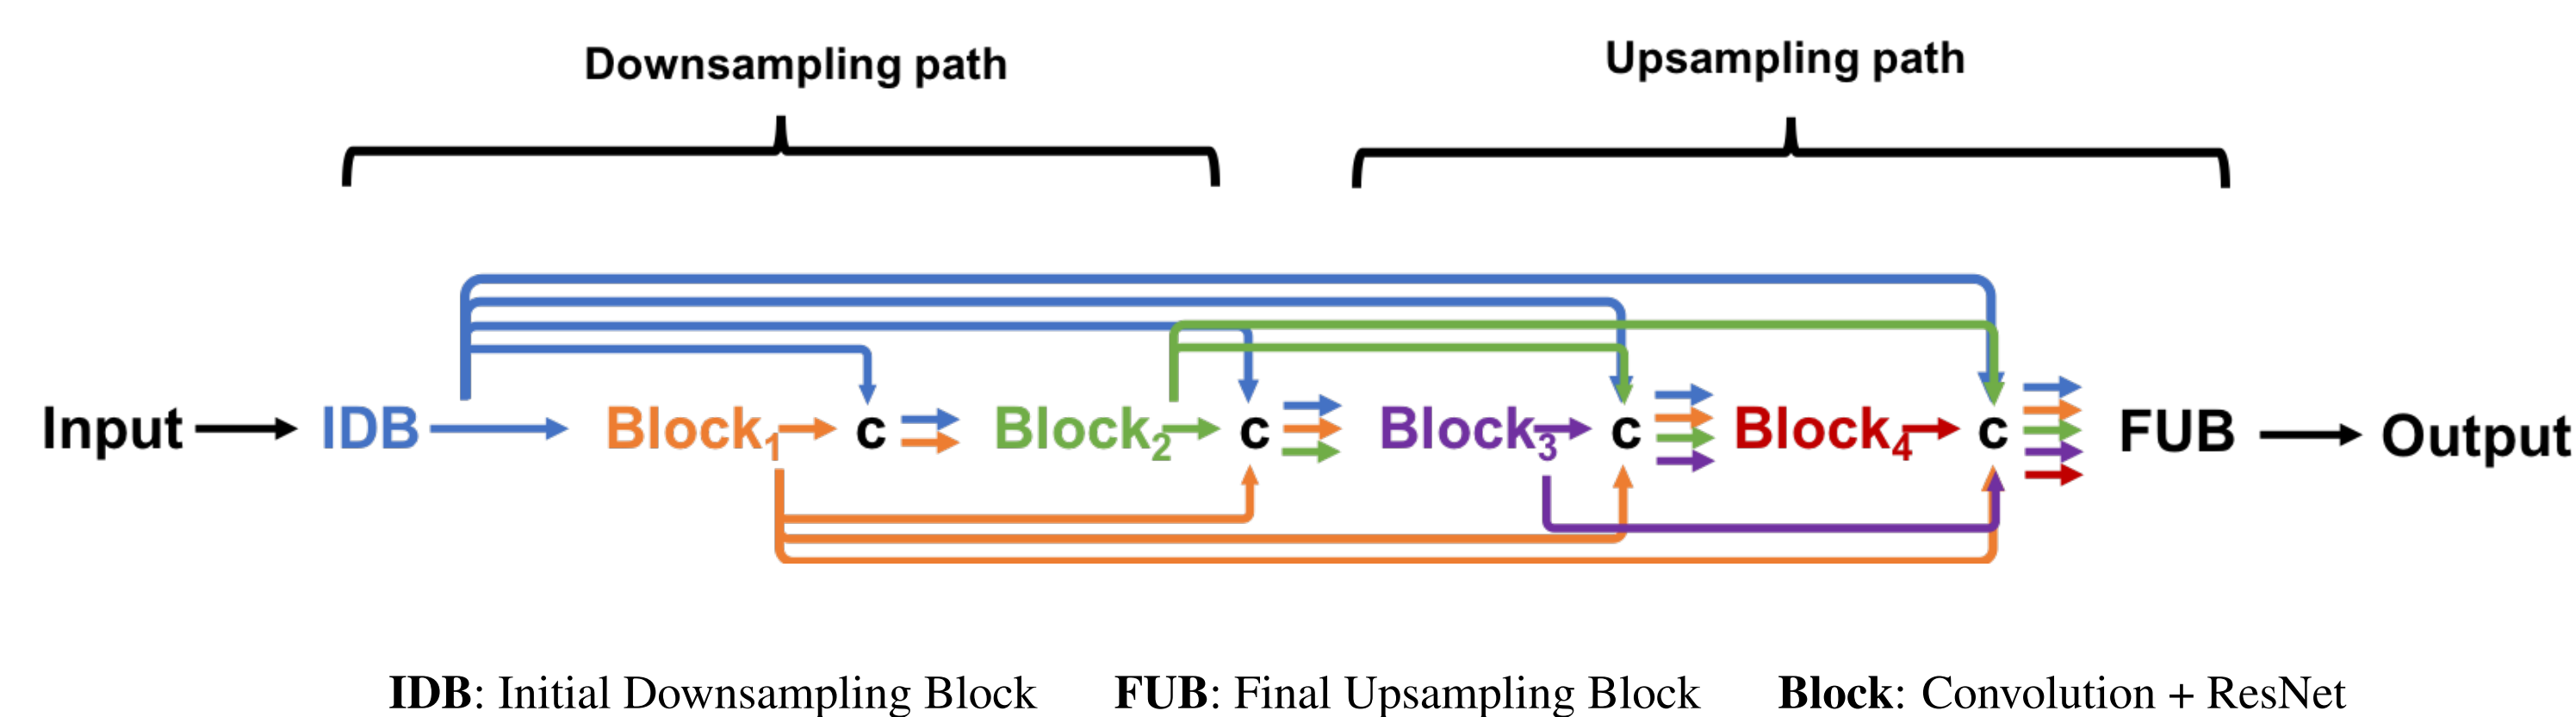 Downsampling path Upsampling path
Input IDB Block1 c Block2 c Block3 c Block4 c FUB Output
IDB: Initial Downsampling Block FUB: Final Upsampling Block Block: Convolution + ResNet